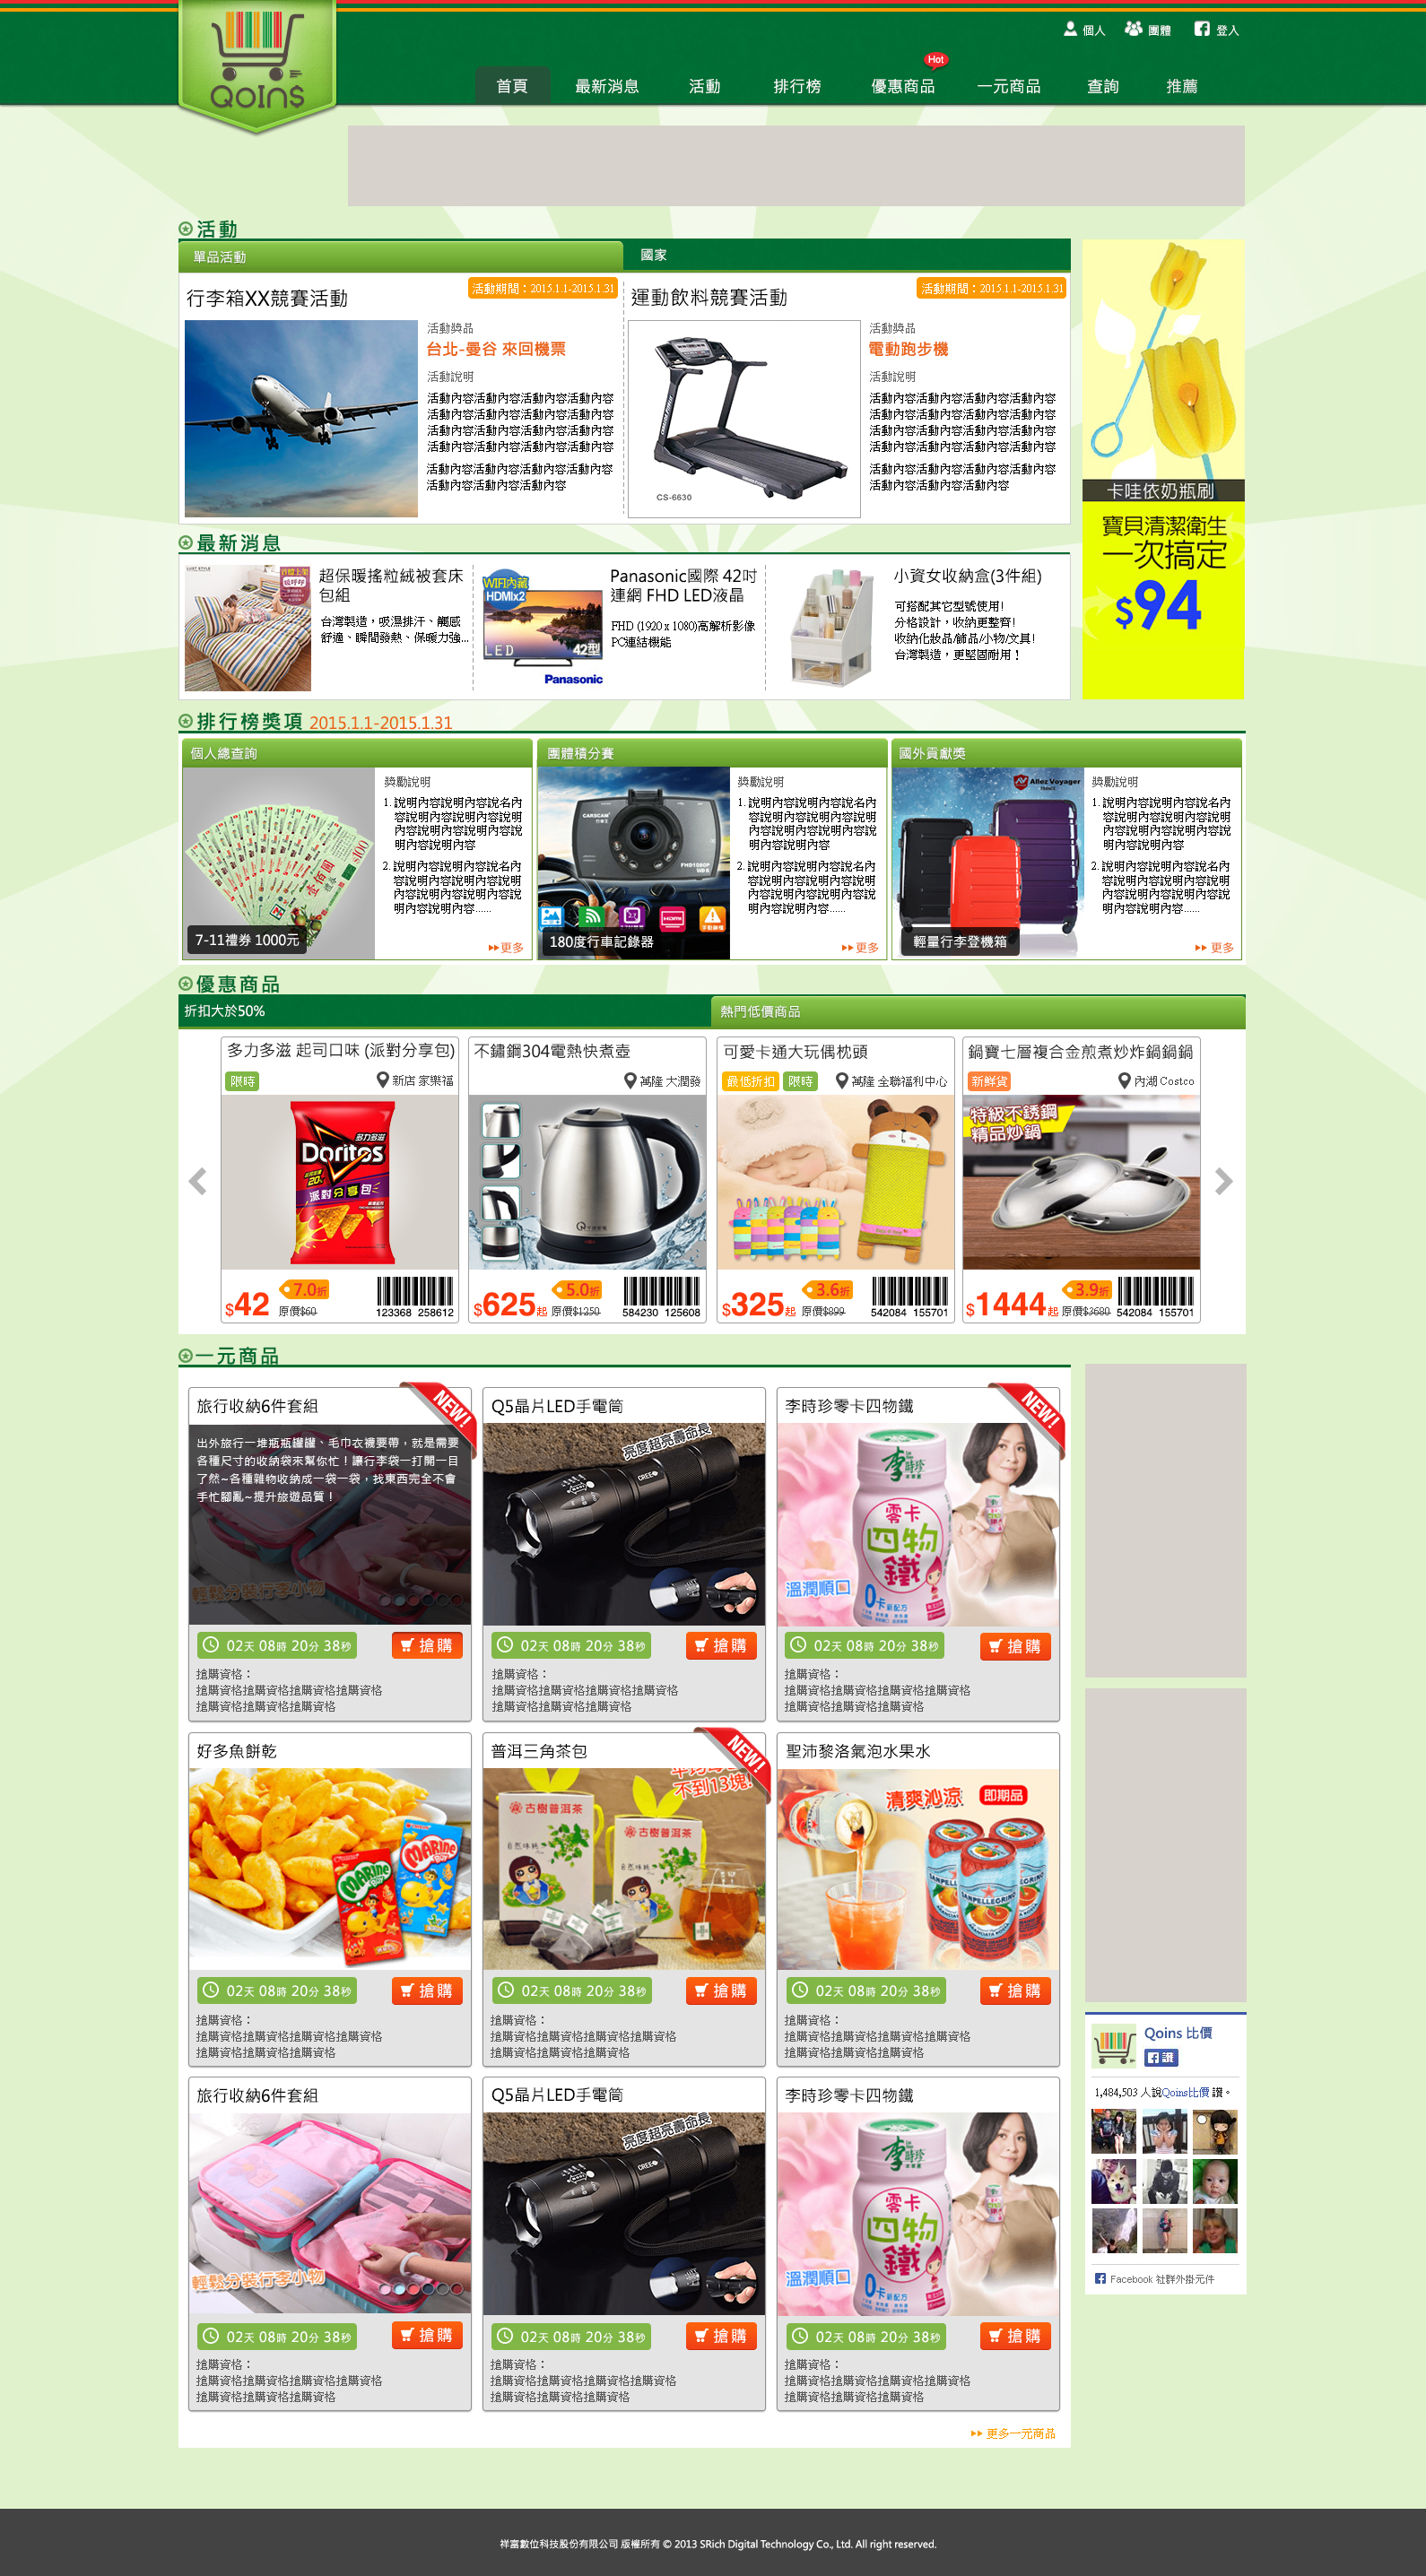 個人
團體
登入
QOINS
Hot
首頁
最新消息
活動
排行榜
優惠商品
一元商品
查詢
推薦
活動
單品活動
國家
行李箱XX競賽活動
活動期間：2015.1.1-2015.1.31
活動獎品
台北-曼谷 來回機票
活動說明
活動內容活動內容活動內容活動內容
活動內容活動內容活動內容活動內容
活動內容活動內容活動內容活動內容
活動內容活動內容活動內容活動內容
活動內容活動內容活動內容活動內容
活動內容活動內容活動內容
運動飲料競賽活動
活動期間：2015.1.1-2015.1.31
活動獎品
電動跑步機
活動說明
活動內容活動內容活動內容活動內容
活動內容活動內容活動內容活動內容
活動內容活動內容活動內容活動內容
活動內容活動內容活動內容活動內容
活動內容活動內容活動內容活動內容
活動內容活動內容活動內容
CS-6630
卡哇依奶瓶刷
寶貝清潔衛生
一次搞定
$94
最新消息
超保暖搖粒絨被套床
包組
台灣製造，吸濕排汗、觸感
舒適、瞬間發熱、保暖力強...
WIFI內藏
HDMIx2
LED
42型
Panasonic
Panasonic國際 42吋
連網 FHD LED液晶
FHD (1920 x 1080)高解析影像
PC連結機能
小資女收納盒(3件組)
可搭配其它型號使用!
分格設計，收納更整齊!
收納化妝品/飾品/小物/文具!
台灣製造，更堅固耐用！
排行榜獎項 2015.1.1-2015.1.31
個人總查詢
獎勵說明
1. 說明內容說明內容說名內
容說明內容說明內容說明
內容說明內容說明內容說
明內容說明內容
2. 說明內容說明內容說名內
容說明內容說明內容說明
內容說明內容說明內容說
明內容說明內容......
7-11禮券 1000元
更多
團體積分賽
CARSCAM
FHD1080P
HDMI
獎勵說明
1. 說明內容說明內容說名內
容說明內容說明內容說明
內容說明內容說明內容說
明內容說明內容
2. 說明內容說明內容說名內
容說明內容說明內容說明
內容說明內容說明內容說
明內容說明內容......
180度行車記錄器
更多
國外貢獻獎
Allez Voyager
獎勵說明
1. 說明內容說明內容說名內
容說明內容說明內容說明
內容說明內容說明內容說
明內容說明內容
2. 說明內容說明內容說名內
容說明內容說明內容說明
內容說明內容說明內容說
明內容說明內容......
輕量行李登機箱
更多
優惠商品
折扣大於50%
熱門低價商品
多力多滋 起司口味 (派對分享包)
限時
新店 家樂福
多力多滋
Doritos
20%
派對分享包
$42
7.0折
原價$60
123368 258612
不鏽鋼304電熱快煮壺
萬隆 大潤發
$625起
5.0折
原價$1250
584230 125608
可愛卡通大玩偶枕頭
最低折扣
限時
萬隆 全聯福利中心
$325起
3.6折
原價$899
542084 155701
鍋寶七層複合金煎煮炒炸鍋鍋鍋
新鮮貨
內湖 Costco
特級不銹鋼
精品炒鍋
$1444起
3.9折
原價$3680
542084 155701
一元商品
旅行收納6件套組
NEW!
出外旅行一堆瓶瓶罐罐、毛巾衣襪要帶，就是需要
各種尺寸的收納袋來幫你忙！讓行李袋一打開一目
了然~各種雜物收納成一袋一袋，找東西完全不會
手忙腳亂~提升旅遊品質！
輕鬆分裝行李小物
02天 08時 20分 38秒
搶購
搶購資格：
搶購資格搶購資格搶購資格搶購資格
搶購資格搶購資格搶購資格
Q5晶片LED手電筒
亮度超亮壽命長
CREE
02天 08時 20分 38秒
搶購
搶購資格：
搶購資格搶購資格搶購資格搶購資格
搶購資格搶購資格搶購資格
李時珍零卡四物鐵
NEW!
李時珍
零卡
四物
鐵
溫潤順口
0卡新配方
02天 08時 20分 38秒
搶購
搶購資格：
搶購資格搶購資格搶購資格搶購資格
搶購資格搶購資格搶購資格
好多魚餅乾
MARINE
MARINE
02天 08時 20分 38秒
搶購
搶購資格：
搶購資格搶購資格搶購資格搶購資格
搶購資格搶購資格搶購資格
普洱三角茶包
NEW!
不到13塊!
古樹普洱茶
古樹普洱茶
02天 08時 20分 38秒
搶購
搶購資格：
搶購資格搶購資格搶購資格搶購資格
搶購資格搶購資格搶購資格
聖沛黎洛氣泡水果水
清爽沁涼
即期品
SANPELLEGRINO
02天 08時 20分 38秒
搶購
搶購資格：
搶購資格搶購資格搶購資格搶購資格
搶購資格搶購資格搶購資格
旅行收納6件套組
輕鬆分裝行李小物
02天 08時 20分 38秒
搶購
搶購資格：
搶購資格搶購資格搶購資格搶購資格
搶購資格搶購資格搶購資格
Q5晶片LED手電筒
亮度超亮壽命長
CREE
02天 08時 20分 38秒
搶購
搶購資格：
搶購資格搶購資格搶購資格搶購資格
搶購資格搶購資格搶購資格
李時珍零卡四物鐵
李時珍
零卡
四物
鐵
溫潤順口
0卡新配方
02天 08時 20分 38秒
搶購
搶購資格：
搶購資格搶購資格搶購資格搶購資格
搶購資格搶購資格搶購資格
更多一元商品
Qoins 比價
讚
1,484,503 人說Qoins比價 讚。
Facebook 社群外掛元件
祥富數位科技股份有限公司 版權所有 © 2013 SRich Digital Technology Co., Ltd. All right reserved.